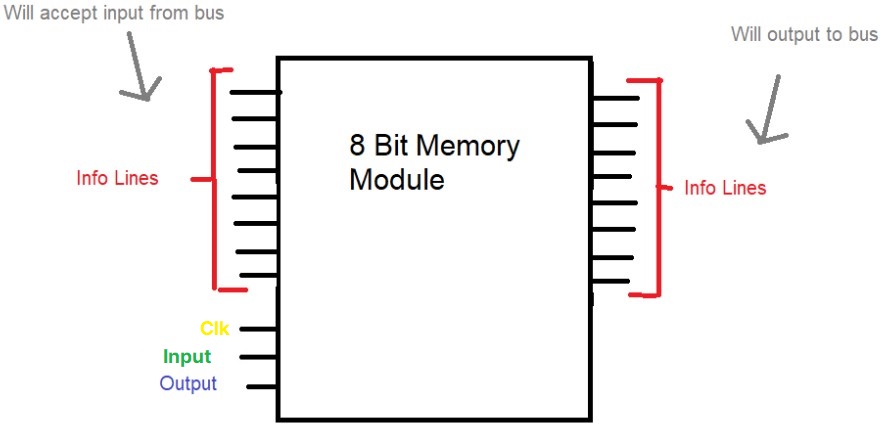 Will accept input from bus
Will output to bus
8 Bit Memory
Module
Info Lines
Info Lines
Clk
Input
Output